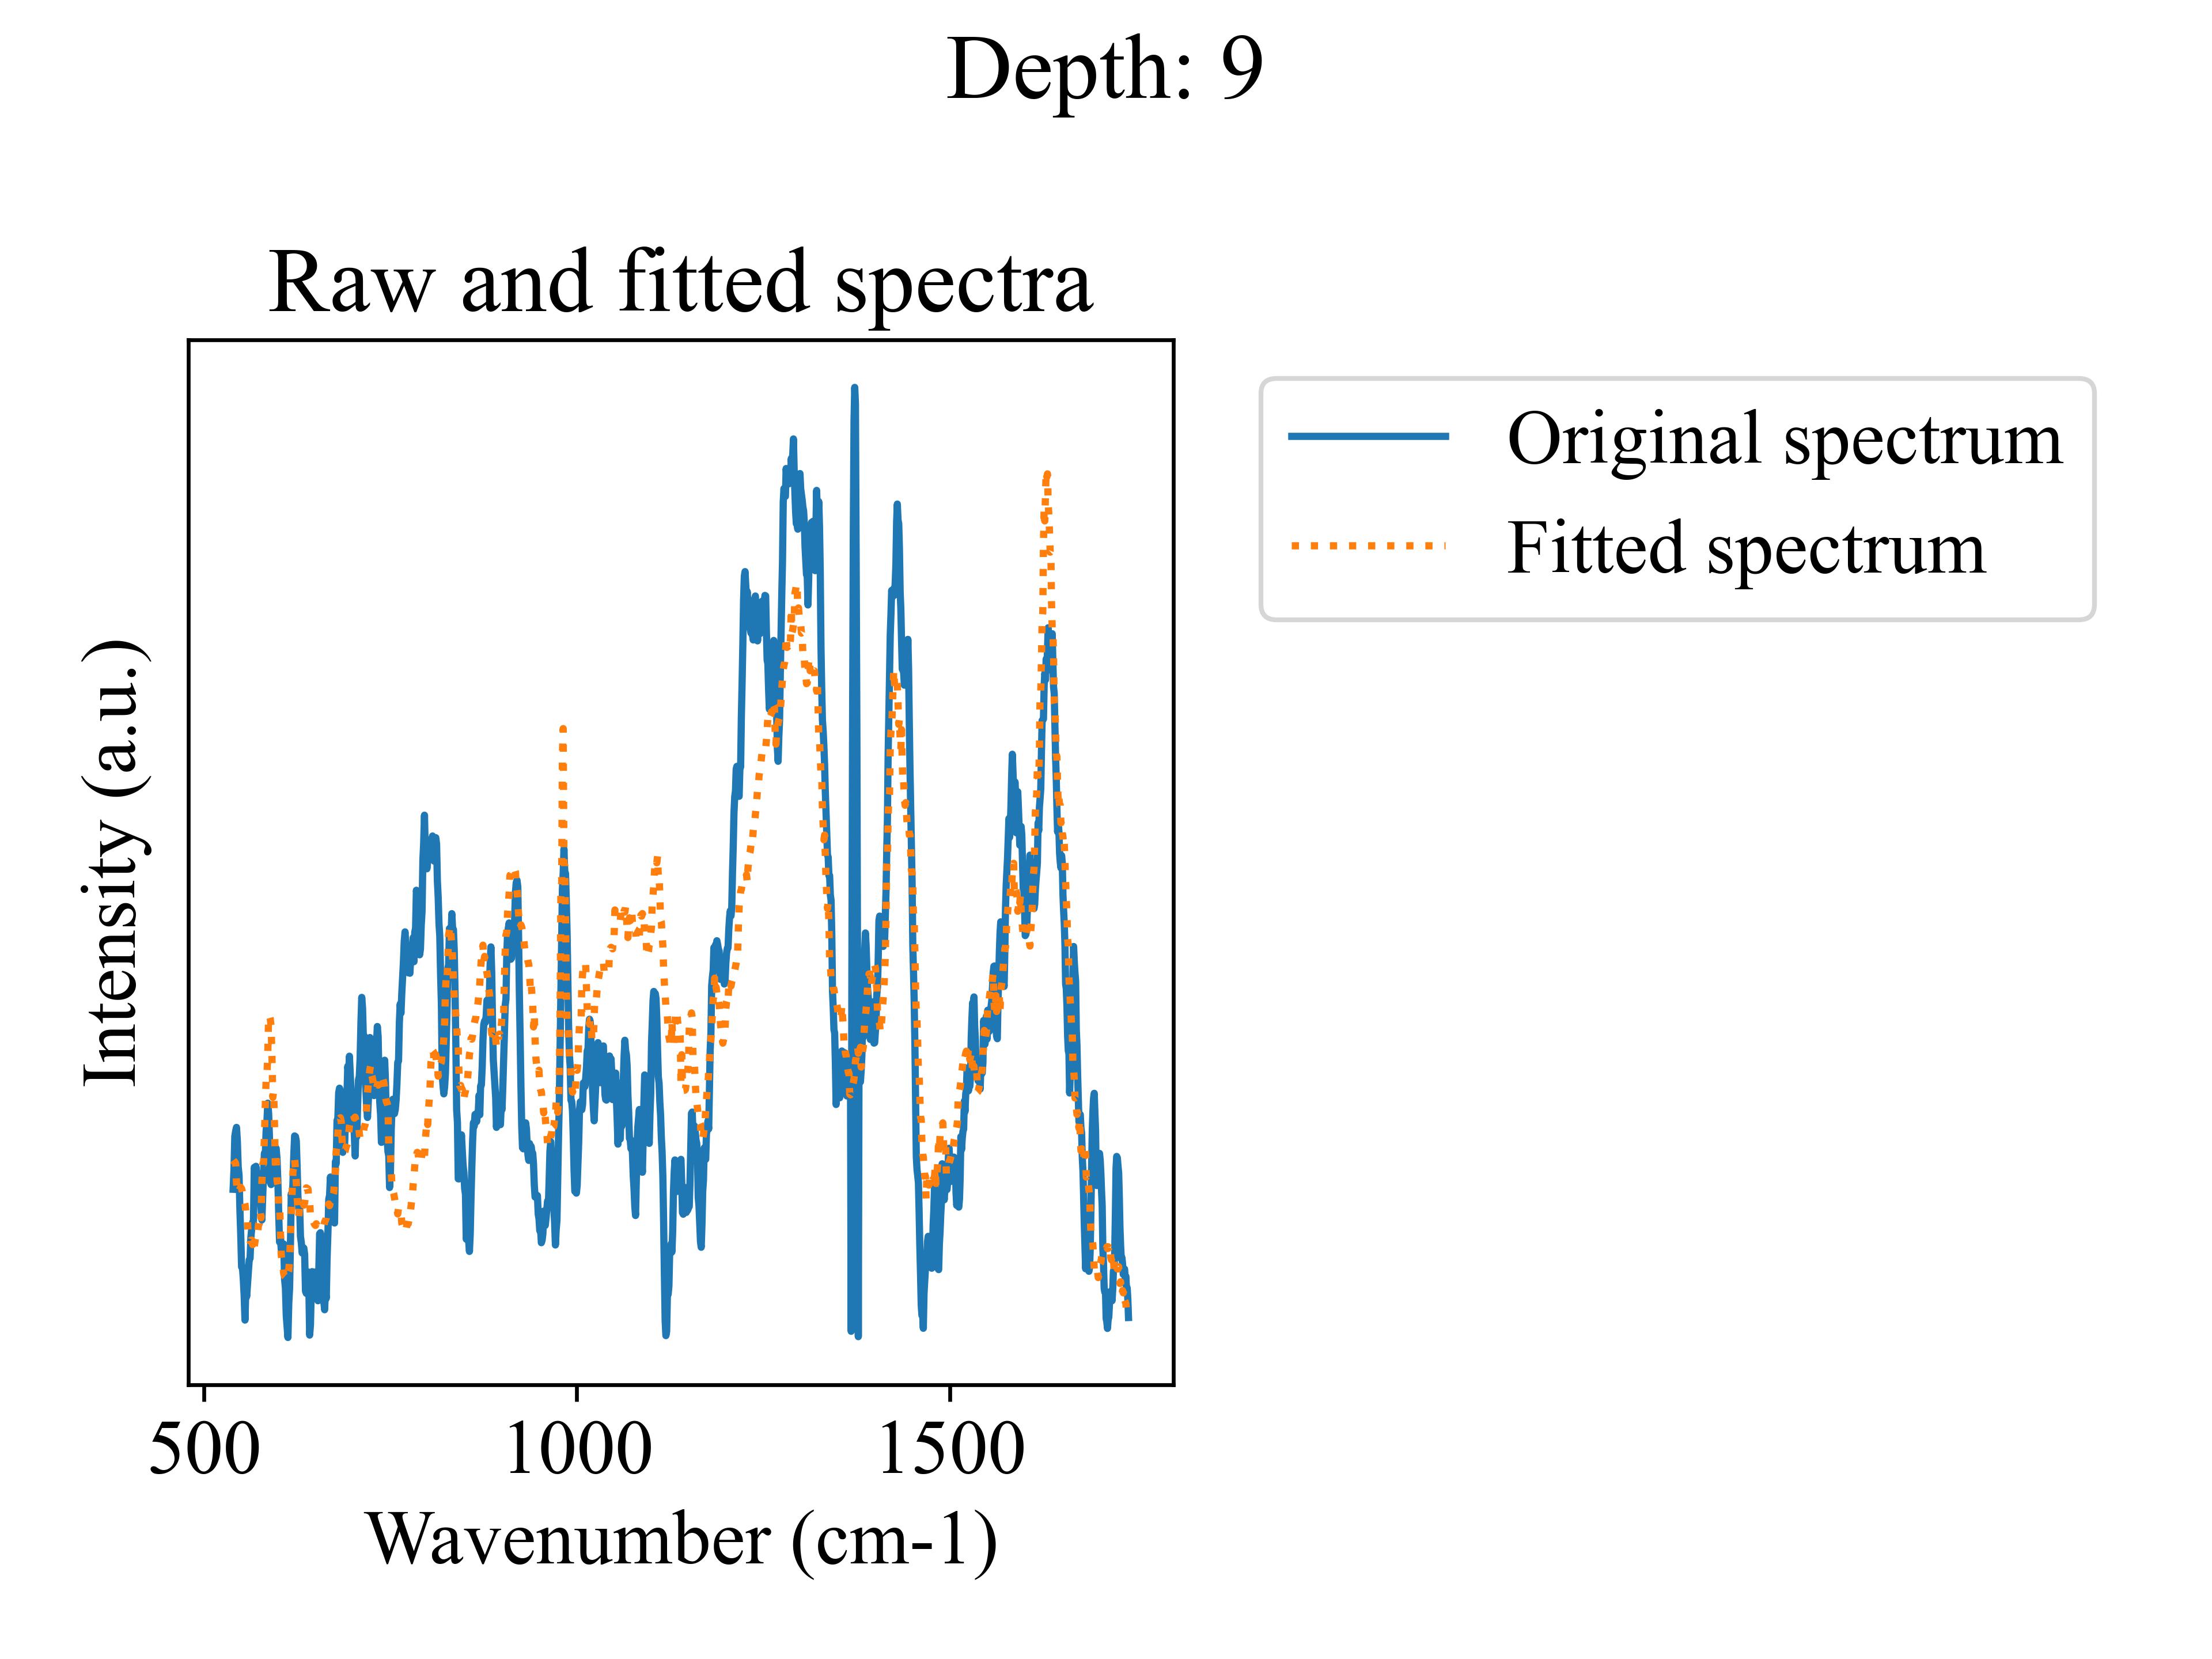 Depth: 9
Raw and fitted spectra
Original spectrum
Fitted spectrum
Intensity (a.u.)
500 1000 1500
Wavenumber (cm-1)